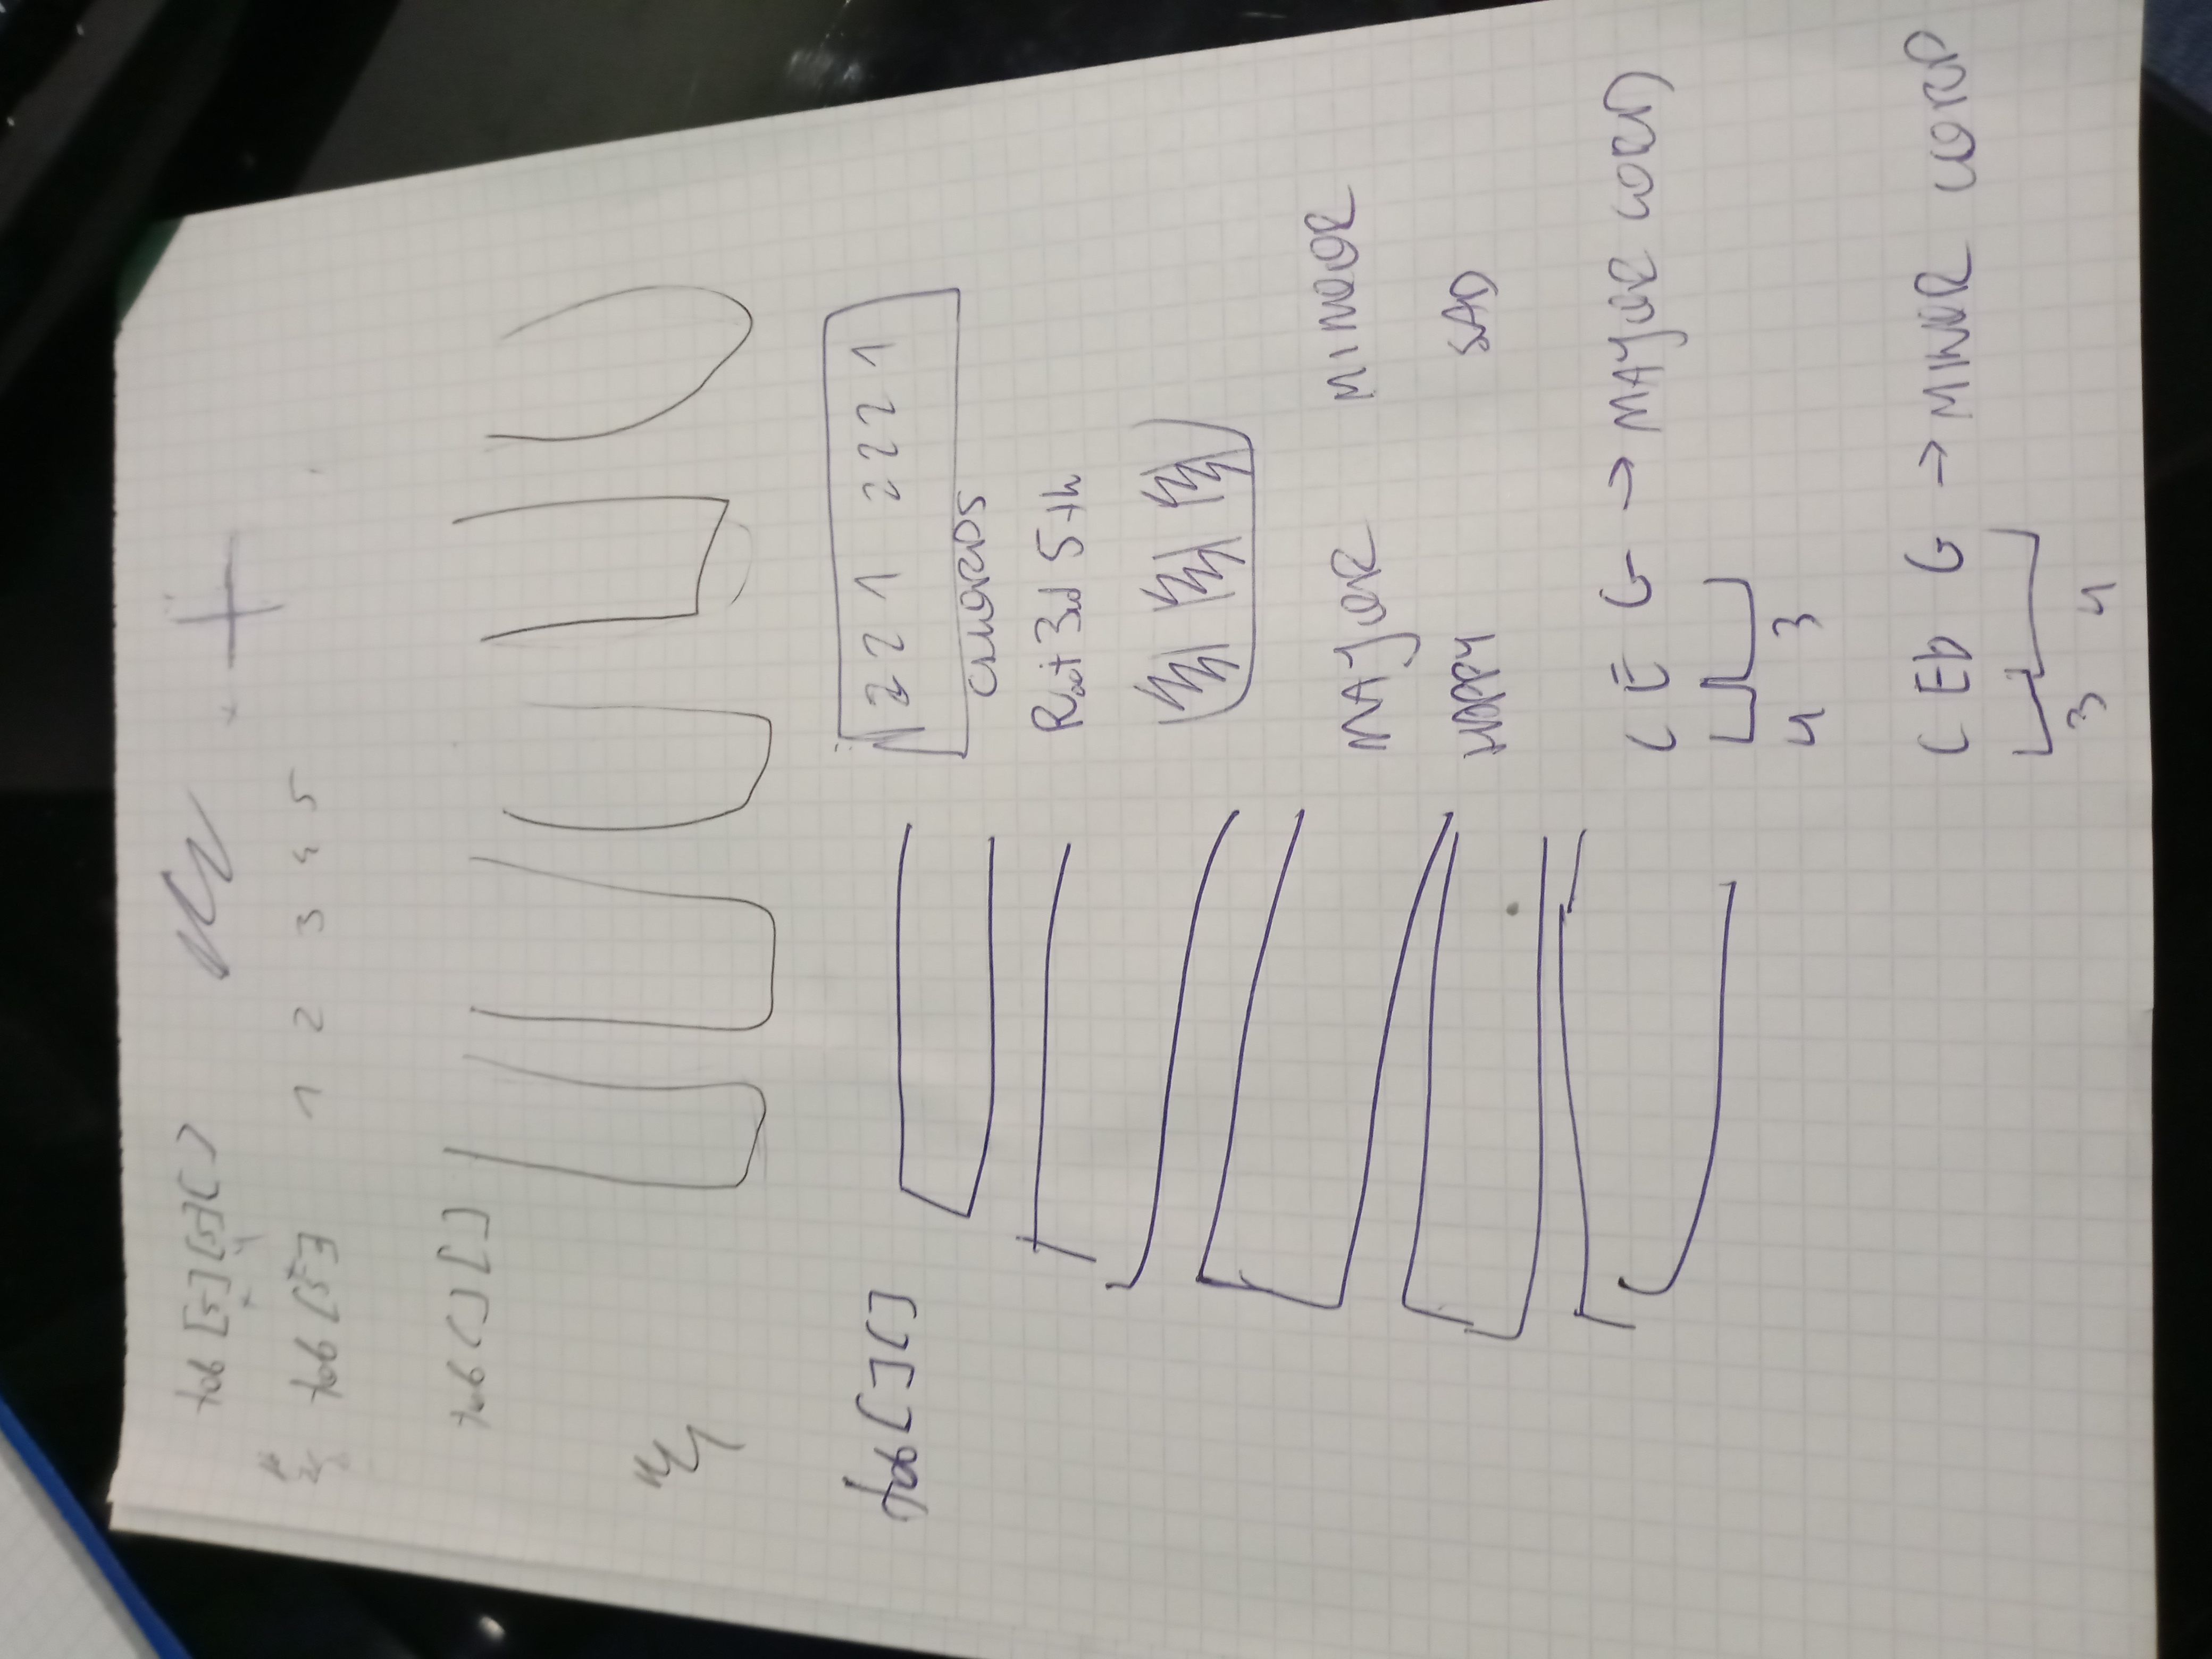 tab [5][5][]
x y
tab [5] 1 2 3 4 5
tab [][]
tab [][]
2 2 1 2 2 2 1
CHORDS
Root 3rd 5th
MAJOR MINOR
HAPPY SAD
C E G → MAJOR CORD
4 3
C Eb G → MINOR CORD
3 4